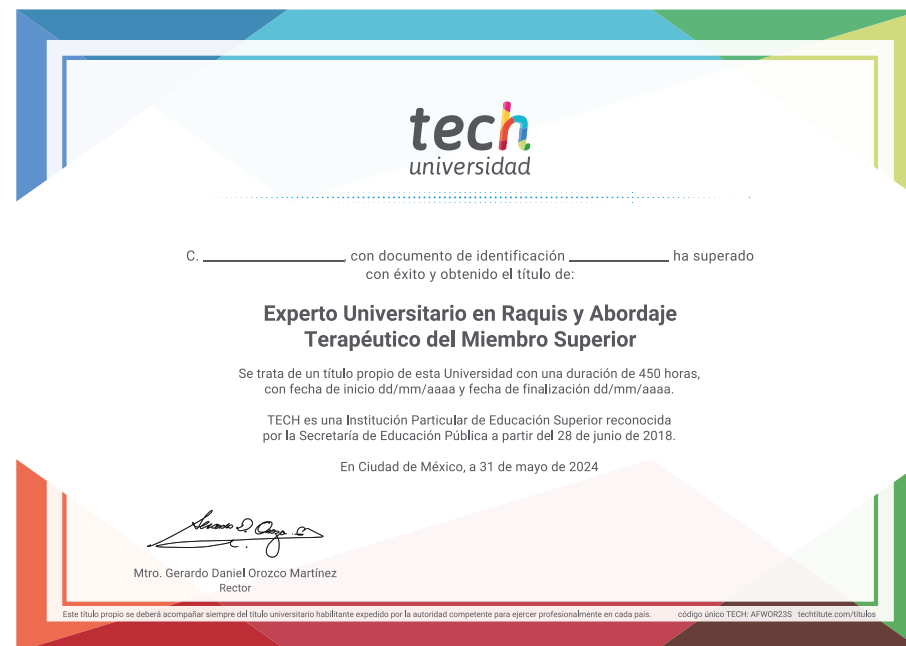 tech
universidad
C. ____________, con documento de identificación ____________ ha superado
con éxito y obtenido el título de:
Experto Universitario en Raquis y Abordaje
Terapéutico del Miembro Superior
Se trata de un título propio de esta Universidad con una duración de 450 horas,
con fecha de inicio dd/mm/aaaa y fecha de finalización dd/mm/aaaa.
TECH es una Institución Particular de Educación Superior reconocida
por la Secretaría de Educación Pública a partir del 28 de junio de 2018.
En Ciudad de México, a 31 de mayo de 2024
Mtro. Gerardo Daniel Orozco Martínez
Rector
Este título propio se deberá acompañar siempre del título universitario habilitante expedido por la autoridad competente para ejercer profesionalmente en cada país. código único TECH: AFWOR23S techtitute.com/titulos